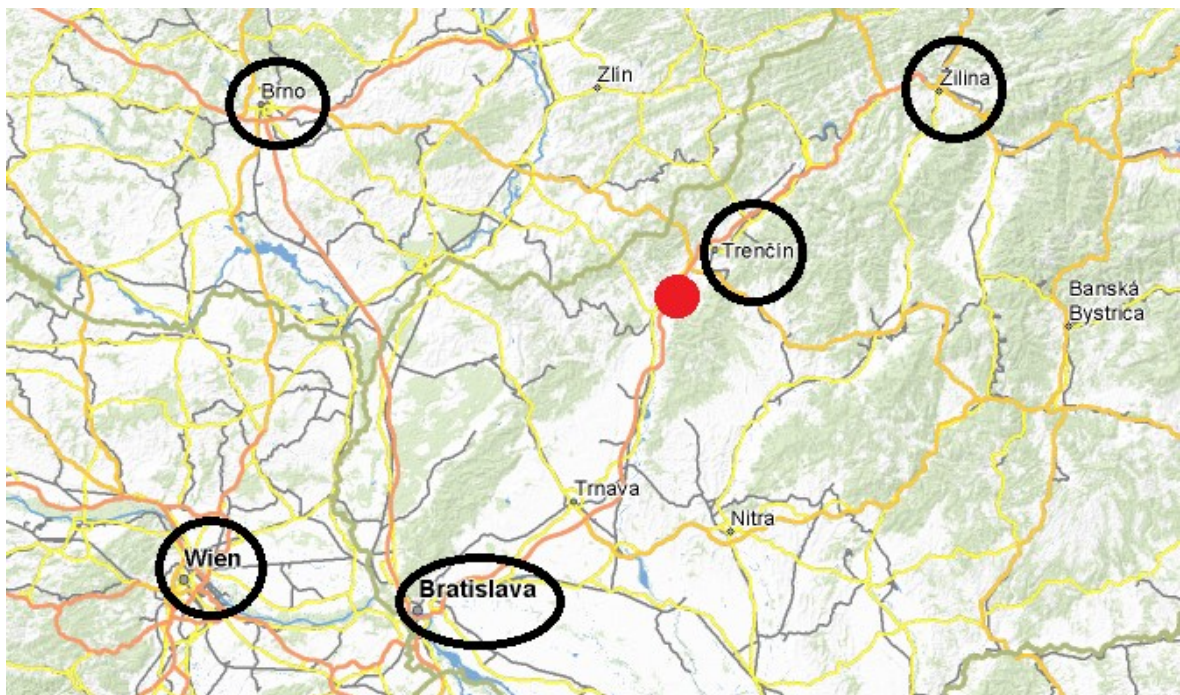 Brno
Zlín
Žilina
Trenčín
Banská
Bystrica
Trnava
Nitra
Wien
Bratislava